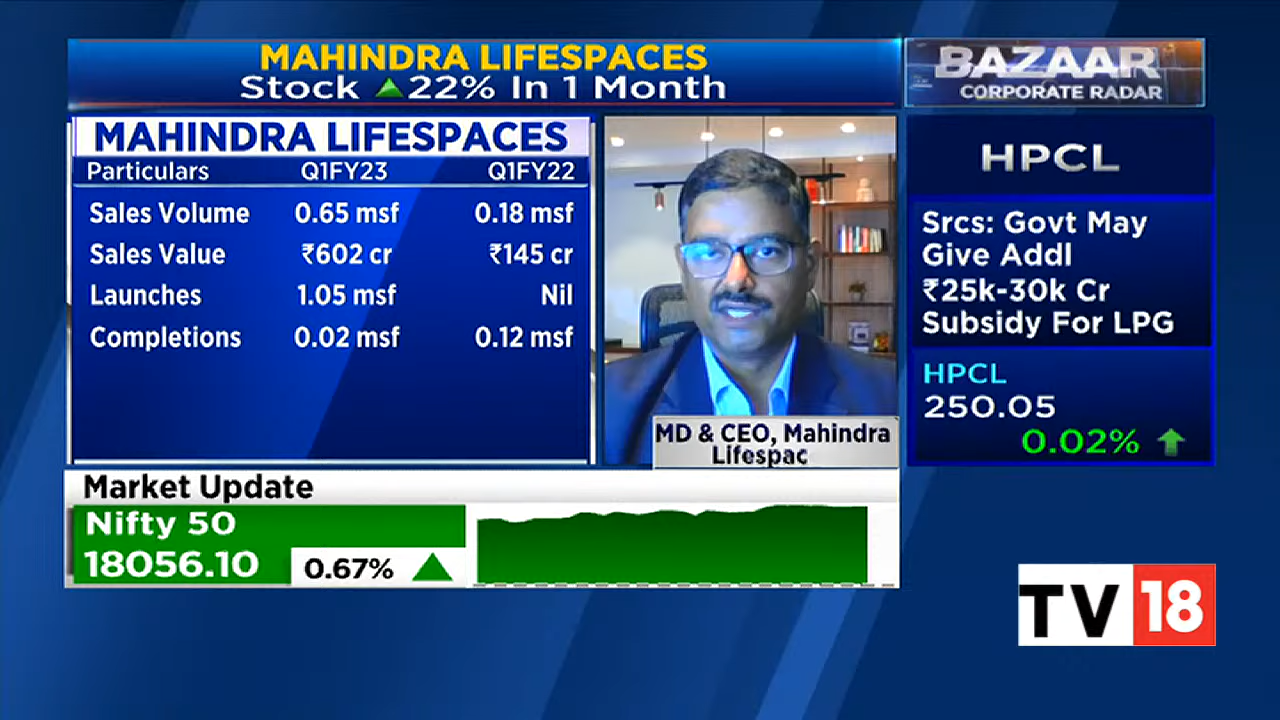 MAHINDRA LIFESPACES
Stock ▲22% In 1 Month
BAZAAR
CORPORATE RADAR
MAHINDRA LIFESPACES
Particulars Q1FY23 Q1FY22
Sales Volume 0.65 msf 0.18 msf
Sales Value ₹602 cr ₹145 cr
Launches 1.05 msf Nil
Completions 0.02 msf 0.12 msf
MD & CEO, Mahindra
Lifespac
HPCL
Srcs: Govt May
Give Addl
₹25k-30k Cr
Subsidy For LPG
HPCL
250.05
0.02%
Market Update
Nifty 50
18056.10 0.67%
TV18